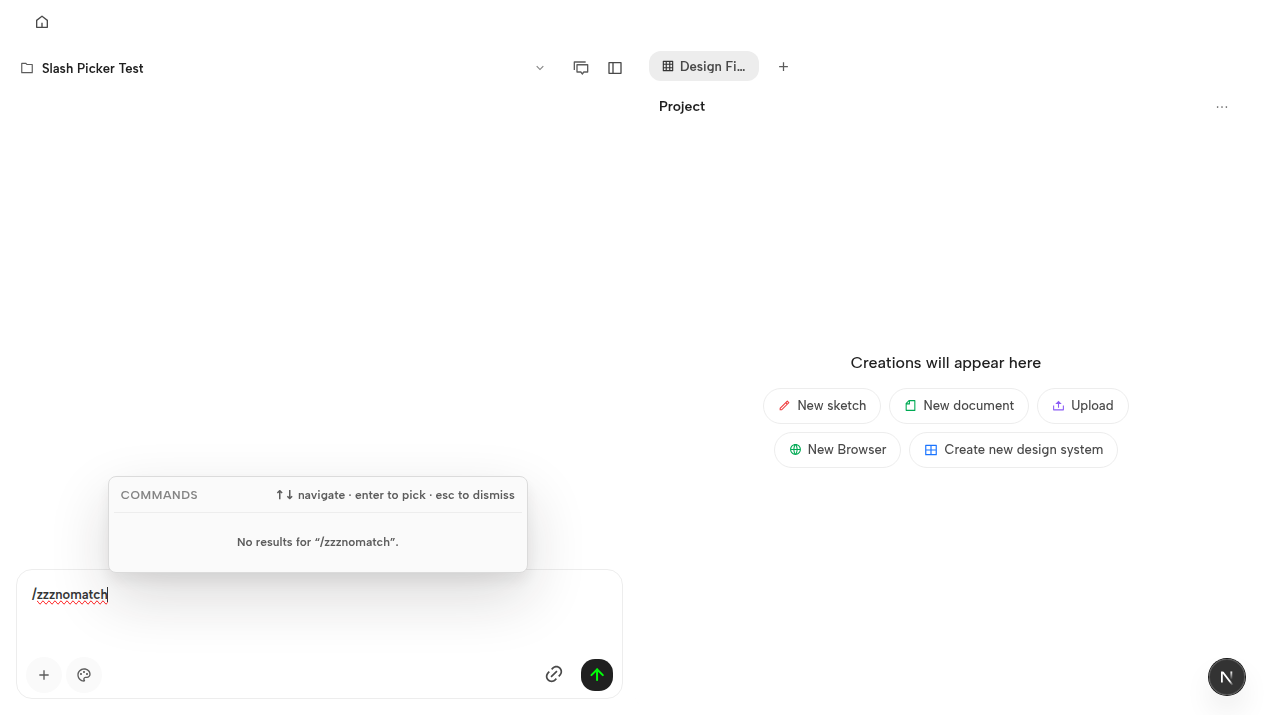 Slash Picker Test
Design Fi...
Project
...
Creations will appear here
New sketch
New document
Upload
New Browser
Create new design system
COMMANDS
↑↓ navigate · enter to pick · esc to dismiss
No results for “/zzznomatch”.
/zzznomatch
N